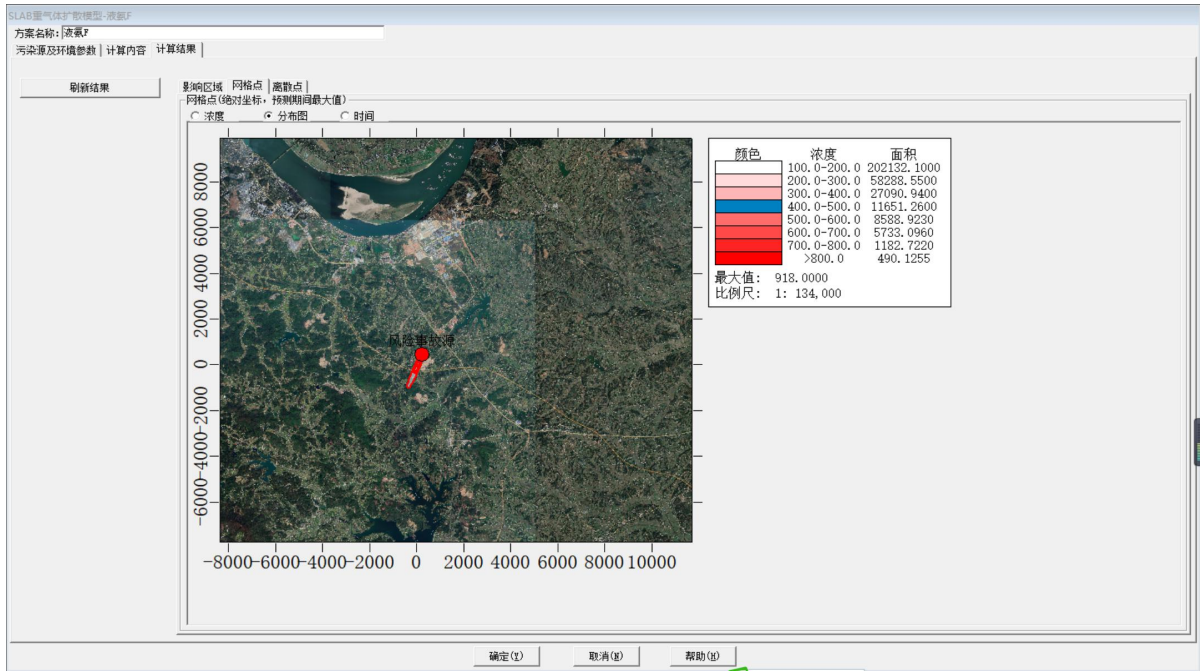 SLAB重气体扩散模型-液氨F
方案名称: 液氨F
污染源及环境参数 计算内容 计算结果
刷新结果
影响区域 网格点 离散点
网格点(绝对坐标，预测期间最大值)
浓度 分布图 时间
颜色 浓度 面积
100.0-200.0 202132.1000
200.0-300.0 58288.5500
300.0-400.0 27090.9400
400.0-500.0 11651.2600
500.0-600.0 8588.9230
600.0-700.0 5733.0960
700.0-800.0 1182.7220
>800.0 490.1255
最大值: 918.0000
比例尺: 1: 134,000
8000
6000
4000
2000
0
-2000
-4000
-6000
风险事故源
-8000 -6000 -4000 -2000 0 2000 4000 6000 8000 10000
确定(Y) 取消(N) 帮助(H)